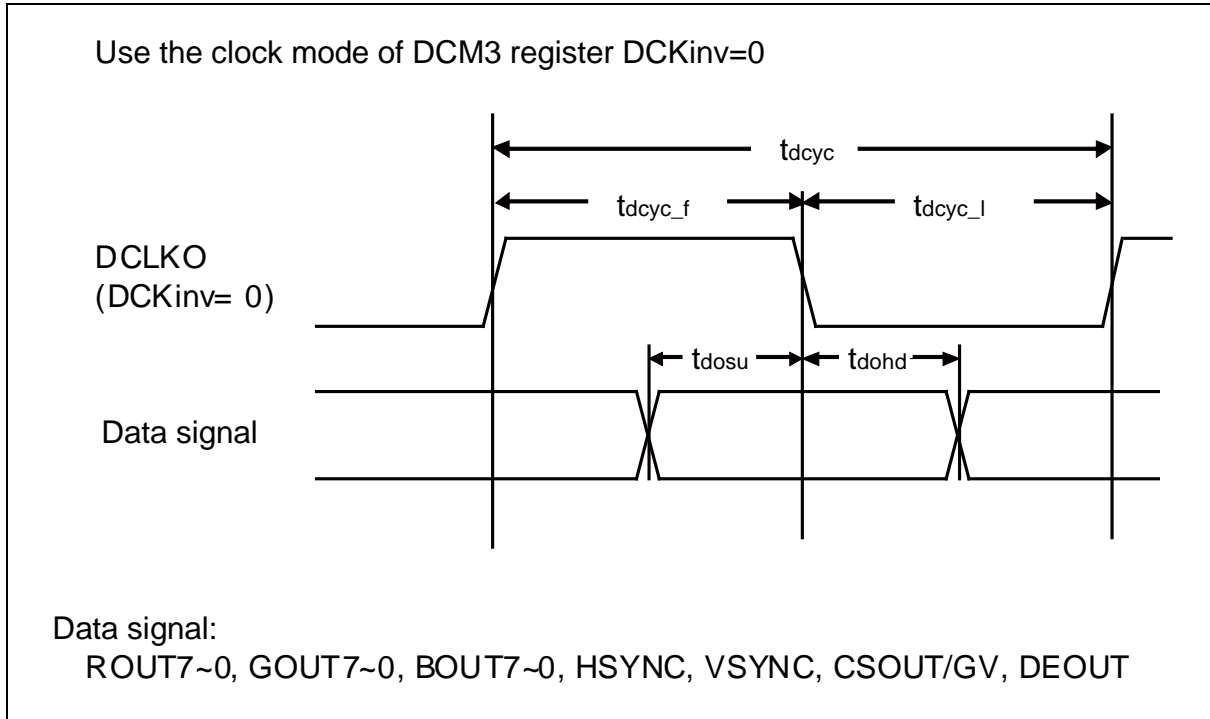 Use the clock mode of DCM3 register DCKinv=0
tdcyc
tdcyc_f
tdcyc_l
DCLKO
(DCKinv= 0)
tdosu
tdohd
Data signal
Data signal:
ROUT7~0, GOUT7~0, BOUT7~0, HSYNC, VSYNC, CSOUT/GV, DEOUT